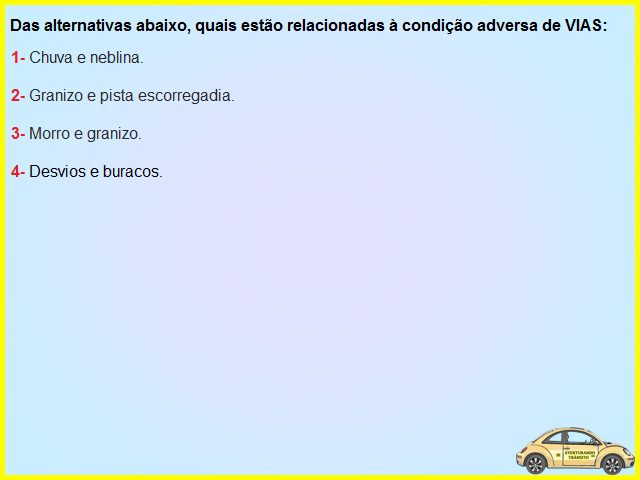 Das alternativas abaixo, quais estão relacionadas à condição adversa de VIAS:
1- Chuva e neblina.
2- Granizo e pista escorregadia.
3- Morro e granizo.
4- Desvios e buracos.
AVENTURANDO
TRÂNSITO